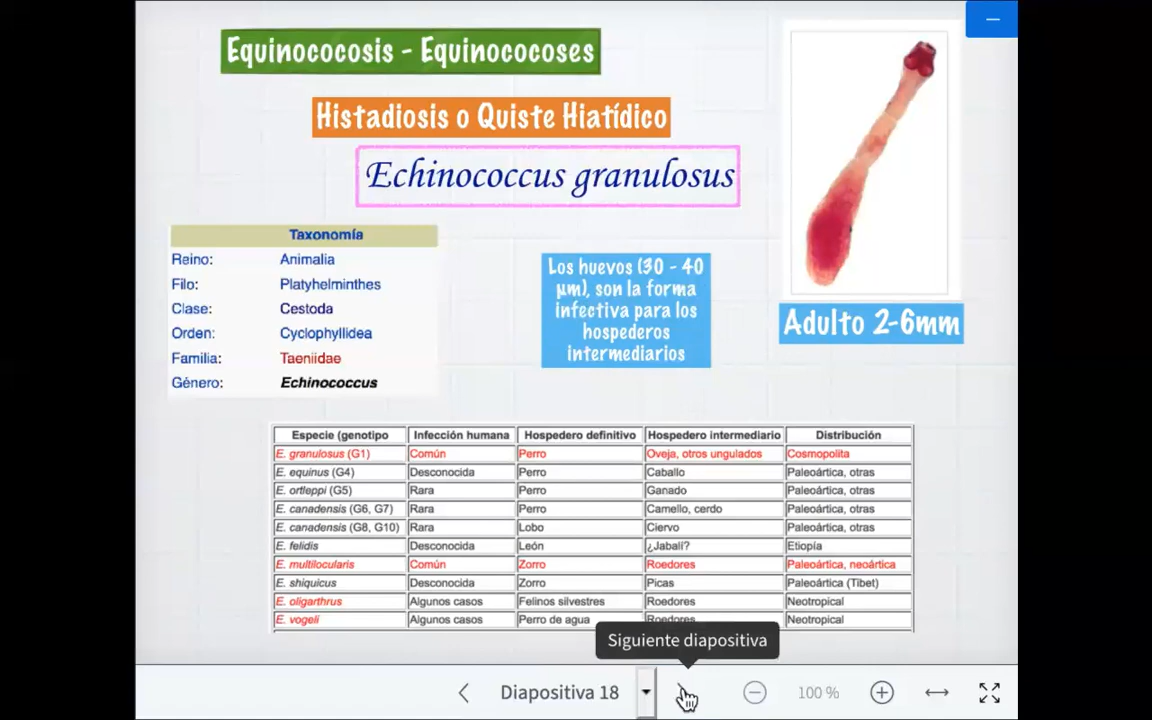 Equinococosis - Equinococoses
Histadiosis o Quiste Hiatídico
Echinococcus granulosus
Taxonomía
Reino: Animalia
Filo: Platyhelminthes
Clase: Cestoda
Orden: Cyclophyllidea
Familia: Taeniidae
Género: Echinococcus
Los huevos (30 - 40
µm), son la forma
infectiva para los
hospederos
intermediarios
Adulto 2-6mm
Especie (genotipo Infección humana Hospedero definitivo Hospedero intermediario Distribución
E. granulosus (G1) Común Perro Oveja, otros ungulados Cosmopolita
E. equinus (G4) Desconocida Perro Caballo Paleoártica, otras
E. ortleppi (G5) Rara Perro Ganado Paleoártica, otras
E. canadensis (G6, G7) Rara Perro Camello, cerdo Paleoártica, otras
E. canadensis (G8, G10) Rara Lobo Ciervo Paleoártica, otras
E. felidis Desconocida León ¿Jabalí? Etiopía
E. multilocularis Común Zorro Roedores Paleoártica, neoártica
E. shiquicus Desconocida Zorro Picas Paleoártica (Tibet)
E. oligarthrus Algunos casos Felinos silvestres Roedores Neotropical
E. vogeli Algunos casos Perro de agua Roedores Neotropical
Siguiente diapositiva
Diapositiva 18 100 %